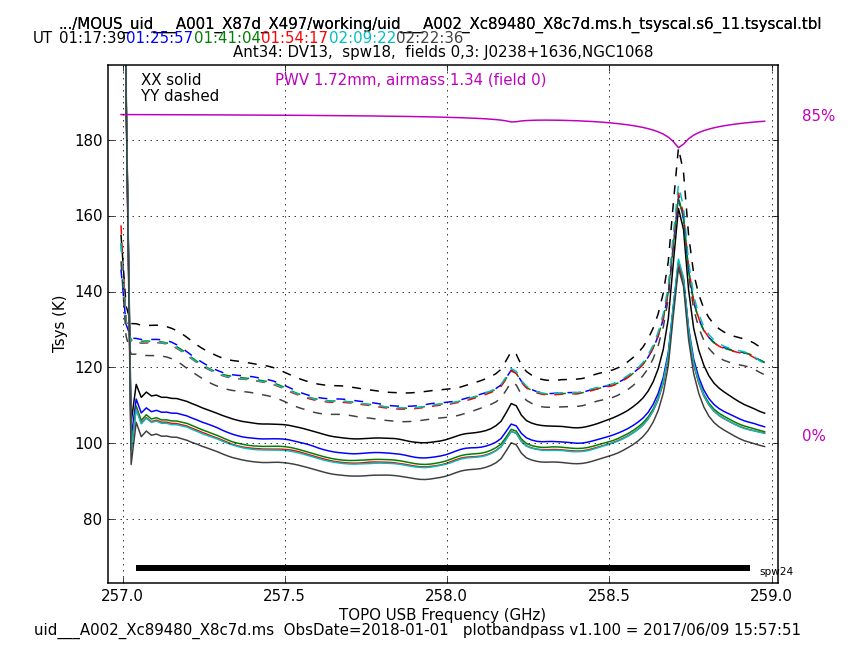 .../MOUS_uid___A001_X87d_X497/working/uid___A002_Xc89480_X8c7d.ms.h_tsyscal.s6_11.tsyscal.tbl
UT 01:17:39 01:25:57 01:41:04 01:54:17 02:09:22 02:22:36
Ant34: DV13, spw18, fields 0,3: J0238+1636,NGC1068
XX solid
PWV 1.72mm, airmass 1.34 (field 0)
YY dashed
85%
180
160
140
120
100
80
0%
Tsys (K)
spw24
257.0 257.5 258.0 258.5 259.0
TOPO USB Frequency (GHz)
uid___A002_Xc89480_X8c7d.ms ObsDate=2018-01-01 plotbandpass v1.100 = 2017/06/09 15:57:51